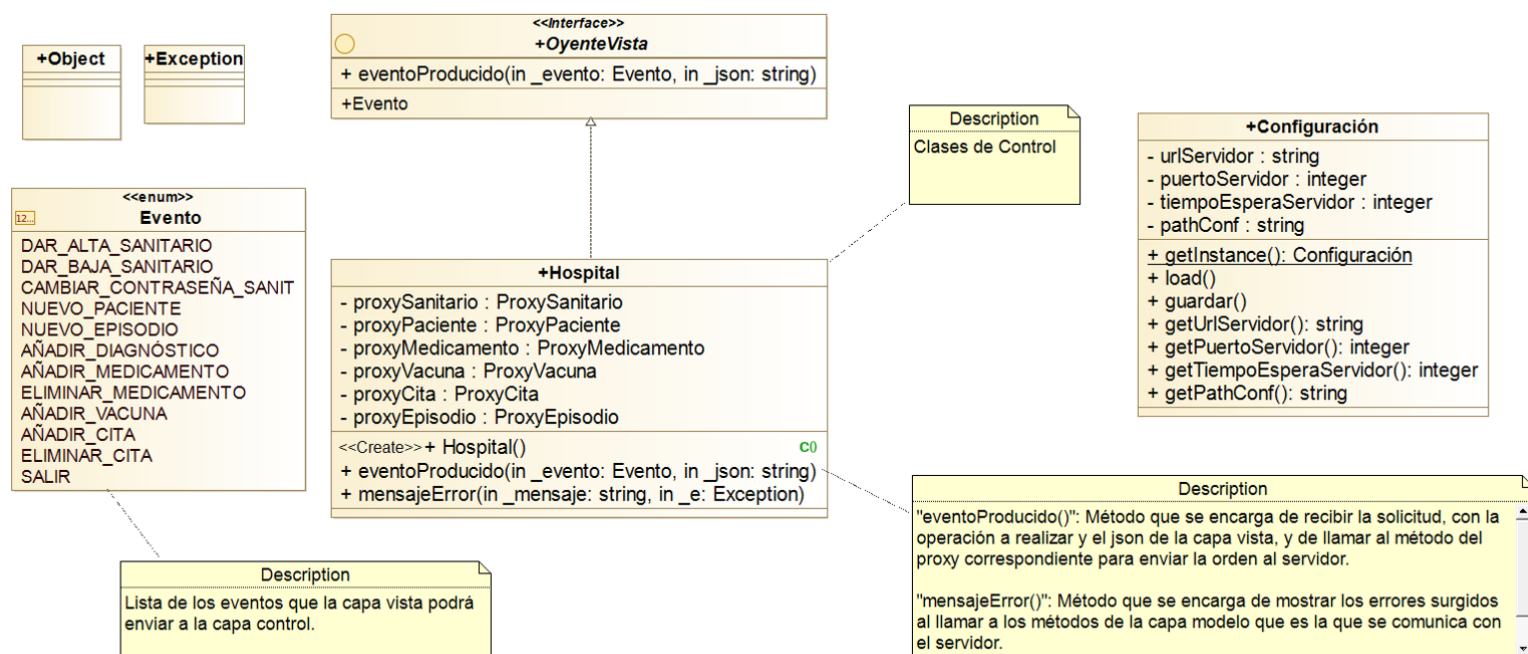 +Object
+Exception
<<Interface>>
+OyenteVista
+ eventoProducido(in _evento: Evento, in _json: string)
+Evento
Description
Clases de Control
+Configuración
- urlServidor : string
- puertoServidor : integer
- tiempoEsperaServidor : integer
- pathConf : string
+ getInstance(): Configuración
+ load()
+ guardar()
+ getUrlServidor(): string
+ getPuertoServidor(): integer
+ getTiempoEsperaServidor(): integer
+ getPathConf(): string
<<enum>>
12...
Evento
DAR_ALTA_SANITARIO
DAR_BAJA_SANITARIO
CAMBIAR_CONTRASEÑA_SANIT
NUEVO_PACIENTE
NUEVO_EPISODIO
AÑADIR_DIAGNÓSTICO
AÑADIR_MEDICAMENTO
ELIMINAR_MEDICAMENTO
AÑADIR_VACUNA
AÑADIR_CITA
ELIMINAR_CITA
SALIR
+Hospital
- proxySanitario : ProxySanitario
- proxyPaciente : ProxyPaciente
- proxyMedicamento : ProxyMedicamento
- proxyVacuna : ProxyVacuna
- proxyCita : ProxyCita
- proxyEpisodio : ProxyEpisodio
<<Create>>+ Hospital() C()
+ eventoProducido(in _evento: Evento, in _json: string)
+ mensajeError(in _mensaje: string, in _e: Exception)
Description
Lista de los eventos que la capa vista podrá
enviar a la capa control.
Description
"eventoProducido()": Método que se encarga de recibir la solicitud, con la
operación a realizar y el json de la capa vista, y de llamar al método del
proxy correspondiente para enviar la orden al servidor.
"mensajeError()": Método que se encarga de mostrar los errores surgidos
al llamar a los métodos de la capa modelo que es la que se comunica con
el servidor.